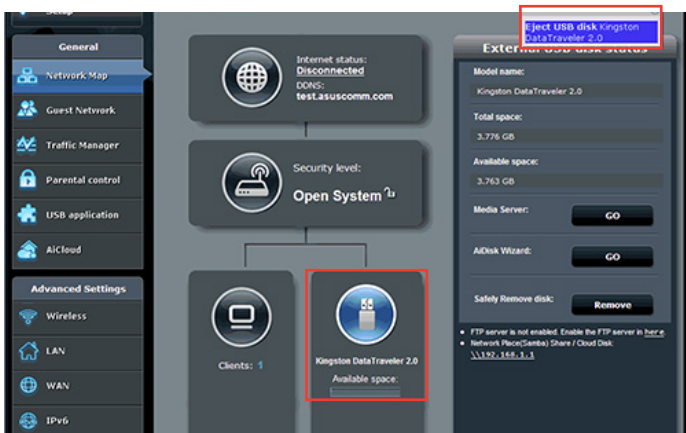 Setup
General
Network Map
Guest Network
Traffic Manager
Parental control
USB application
AiCloud
Advanced Settings
Wireless
LAN
WAN
IPv6
Internet status:
Disconnected
DDNS:
test.asuscomm.com
Security level:
Open System
Clients: 1
Kingston DataTraveler 2.0
Available space:
Eject USB disk Kingston
DataTraveler 2.0
External USB disk status
Model name:
Kingston DataTraveler 2.0
Total space:
3.776 GB
Available space:
3.763 GB
Media Server:
GO
AiDisk Wizard:
GO
Safely Remove disk:
Remove
FTP server is not enabled. Enable the FTP server in here.
Network Place(Samba) Share / Cloud Disk:
\\192.168.1.1